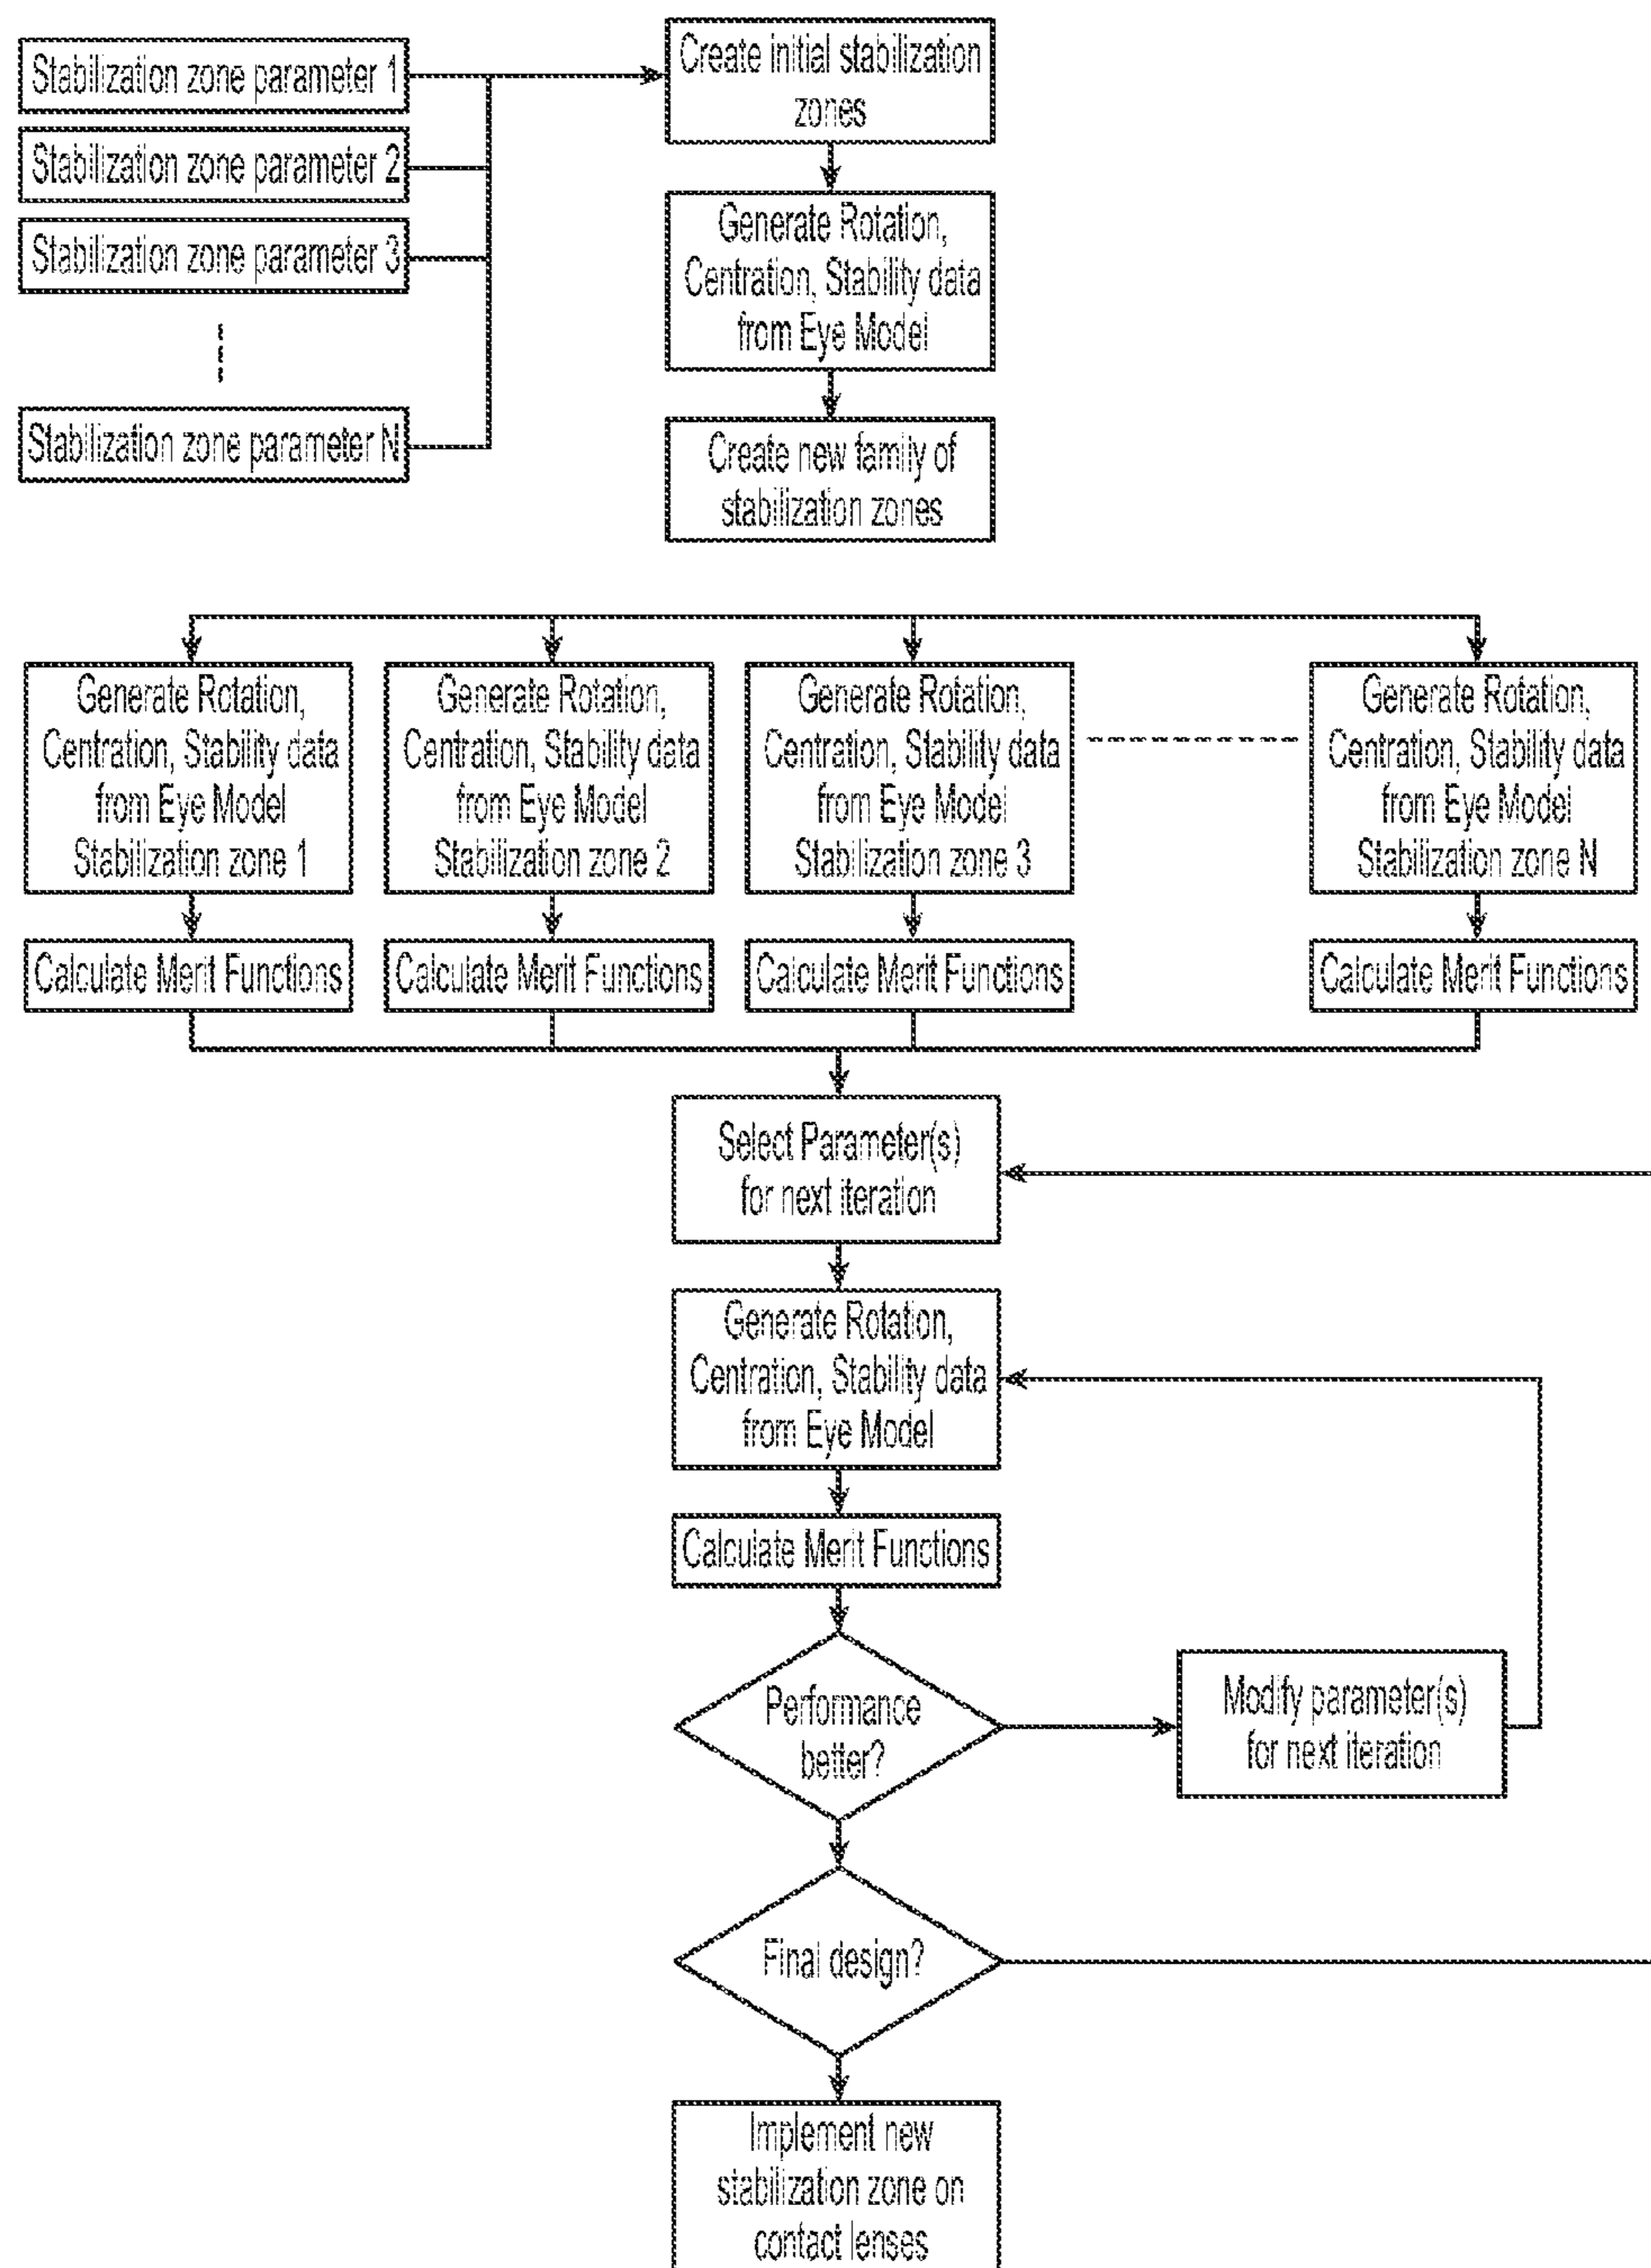 Stabilization zone parameter 1
Stabilization zone parameter 2
Stabilization zone parameter 3
Stabilization zone parameter N
Create initial stabilization
zones
Generate Rotation,
Centration, Stability data
from Eye Model
Create new family of
stabilization zones
Generate Rotation,
Centration, Stability data
from Eye Model
Stabilization zone 1
Generate Rotation,
Centration, Stability data
from Eye Model
Stabilization zone 2
Generate Rotation,
Centration, Stability data
from Eye Model
Stabilization zone 3
Generate Rotation,
Centration, Stability data
from Eye Model
Stabilization zone N
Calculate Merit Functions
Calculate Merit Functions
Calculate Merit Functions
Calculate Merit Functions
Select Parameter(s)
for next iteration
Generate Rotation,
Centration, Stability data
from Eye Model
Calculate Merit Functions
Performance
better?
Modify parameter(s)
for next iteration
Final design?
Implement new
stabilization zone on
contact lenses